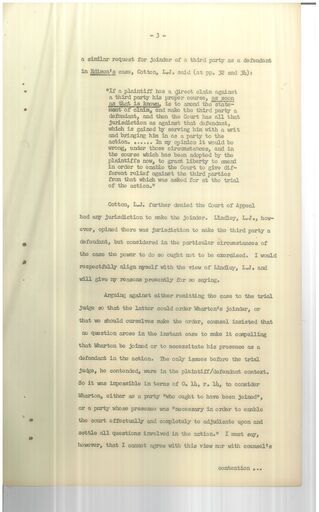 - 3 -
a similar request for joinder of a third party as a defendant
in Edison's case, Cotton, L.J. said (at pp. 32 and 34):
"If a plaintiff has a direct claim against
a third party his proper course, as soon
as that is known, is to amend the state-
ment of claim, and make the third party a
defendant, and then the Court has all that
jurisdiction as against that defendant,
which is gained by serving him with a writ
and bringing him in as a party to the
action. ...... In my opinion it would be
wrong, under those circumstances, and in
the course which has been adopted by the
plaintiffs now, to grant liberty to amend
in order to enable the Court to give dif-
ferent relief against the third parties
from that which was asked for at the trial
of the action."
Cotton, L.J. further denied the Court of Appeal
had any jurisdiction to make the joinder. Lindley, L.J., how-
ever, opined there was jurisdiction to make the third party a
defendant, but considered in the particular circumstances of
the case the power to do so ought not to be exercised. I would
respectfully align myself with the view of Lindley, L.J. and
will give my reasons presently for so saying.
Arguing against either remitting the case to the trial
judge so that the latter could order Wharton's joinder, or
that we should ourselves make the order, counsel insisted that
no question arose in the instant case to make it compelling
that Wharton be joined or to necessitate his presence as a
defendant in the action. The only issues before the trial
judge, he contended, were in the plaintiff/defendant context.
So it was impossible in terms of O. 14, r. 14, to consider
Wharton, either as a party "who ought to have been joined",
or a party whose presence was "necessary in order to enable
the court effectually and completely to adjudicate upon and
settle all questions involved in the action." I must say,
however, that I cannot agree with this view nor with counsel's
contention ...